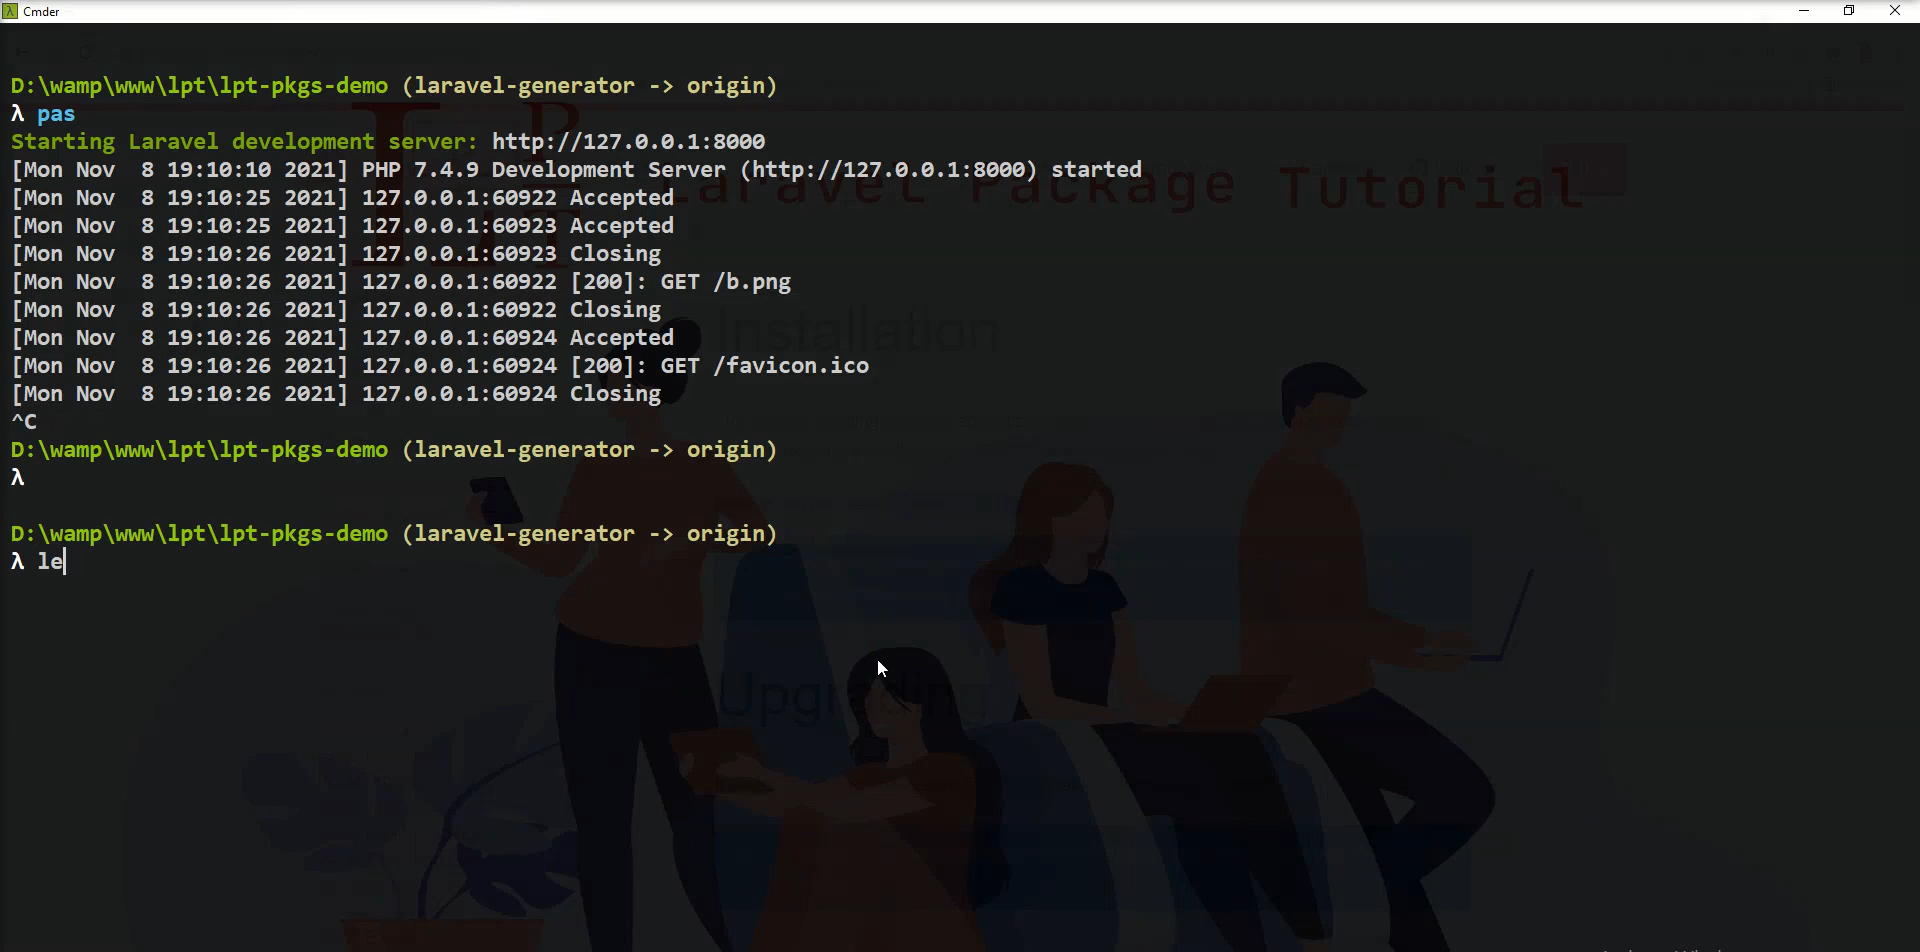 Cmder
D:\wamp\www\lpt\lpt-pkgs-demo (laravel-generator -> origin)
λ pas
Starting Laravel development server: http://127.0.0.1:8000
[Mon Nov  8 19:10:10 2021] PHP 7.4.9 Development Server (http://127.0.0.1:8000) started
[Mon Nov  8 19:10:25 2021] 127.0.0.1:60922 Accepted
Laravel Package Tutorial
[Mon Nov  8 19:10:25 2021] 127.0.0.1:60923 Accepted
[Mon Nov  8 19:10:26 2021] 127.0.0.1:60923 Closing
[Mon Nov  8 19:10:26 2021] 127.0.0.1:60922 [200]: GET /b.png
[Mon Nov  8 19:10:26 2021] 127.0.0.1:60922 Closing
[Mon Nov  8 19:10:26 2021] 127.0.0.1:60924 Accepted
Installation
[Mon Nov  8 19:10:26 2021] 127.0.0.1:60924 [200]: GET /favicon.ico
[Mon Nov  8 19:10:26 2021] 127.0.0.1:60924 Closing
^C
D:\wamp\www\lpt\lpt-pkgs-demo (laravel-generator -> origin)
λ
D:\wamp\www\lpt\lpt-pkgs-demo (laravel-generator -> origin)
λ le
Upgrading